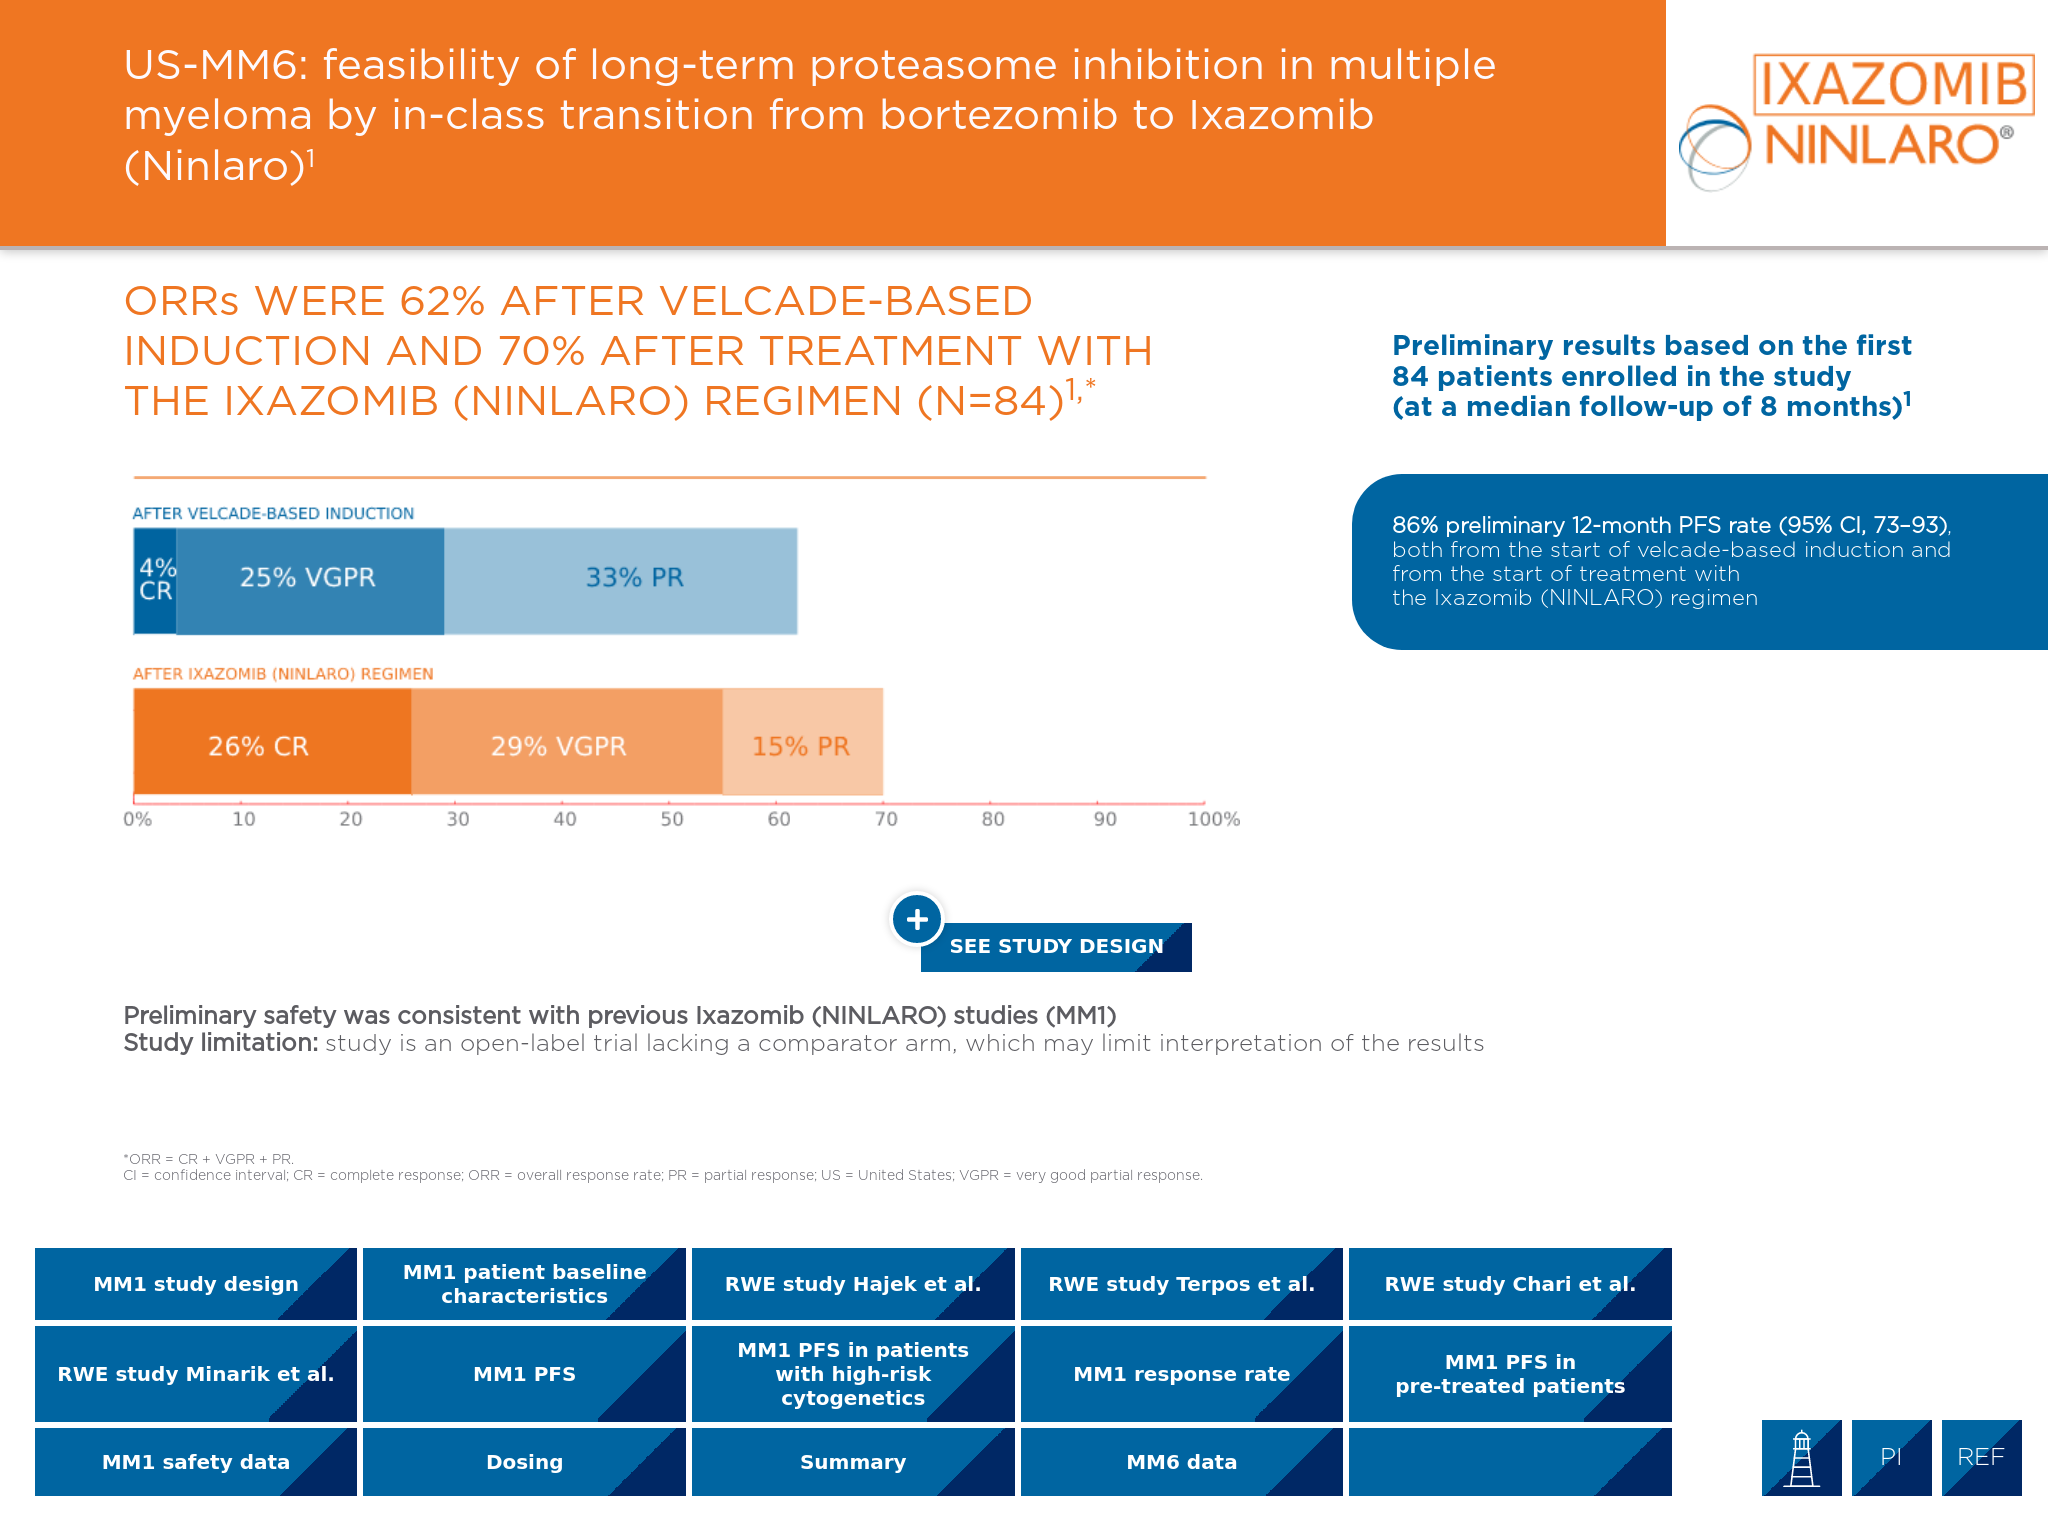 US-MM6: feasibility of long-term proteasome inhibition in multiple
myeloma by in-class transition from bortezomib to Ixazomib
(Ninlaro)¹
IXAZOMIB
NINLARO®
ORRs WERE 62% AFTER VELCADE-BASED
INDUCTION AND 70% AFTER TREATMENT WITH
THE IXAZOMIB (NINLARO) REGIMEN (N=84)¹,*
Preliminary results based on the first
84 patients enrolled in the study
(at a median follow-up of 8 months)¹
86% preliminary 12-month PFS rate (95% CI, 73–93),
both from the start of velcade-based induction and
from the start of treatment with
the Ixazomib (NINLARO) regimen
AFTER VELCADE-BASED INDUCTION
4%
CR
25% VGPR
33% PR
AFTER IXAZOMIB (NINLARO) REGIMEN
26% CR
29% VGPR
15% PR
0% 10 20 30 40 50 60 70 80 90 100%
SEE STUDY DESIGN
Preliminary safety was consistent with previous Ixazomib (NINLARO) studies (MM1)
Study limitation: study is an open-label trial lacking a comparator arm, which may limit interpretation of the results
*ORR = CR + VGPR + PR.
CI = confidence interval; CR = complete response; ORR = overall response rate; PR = partial response; US = United States; VGPR = very good partial response.
MM1 study design
MM1 patient baseline
characteristics
RWE study Hajek et al.
RWE study Terpos et al.
RWE study Chari et al.
RWE study Minarik et al.
MM1 PFS
MM1 PFS in patients
with high-risk
cytogenetics
MM1 response rate
MM1 PFS in
pre-treated patients
MM1 safety data
Dosing
Summary
MM6 data
PI
REF